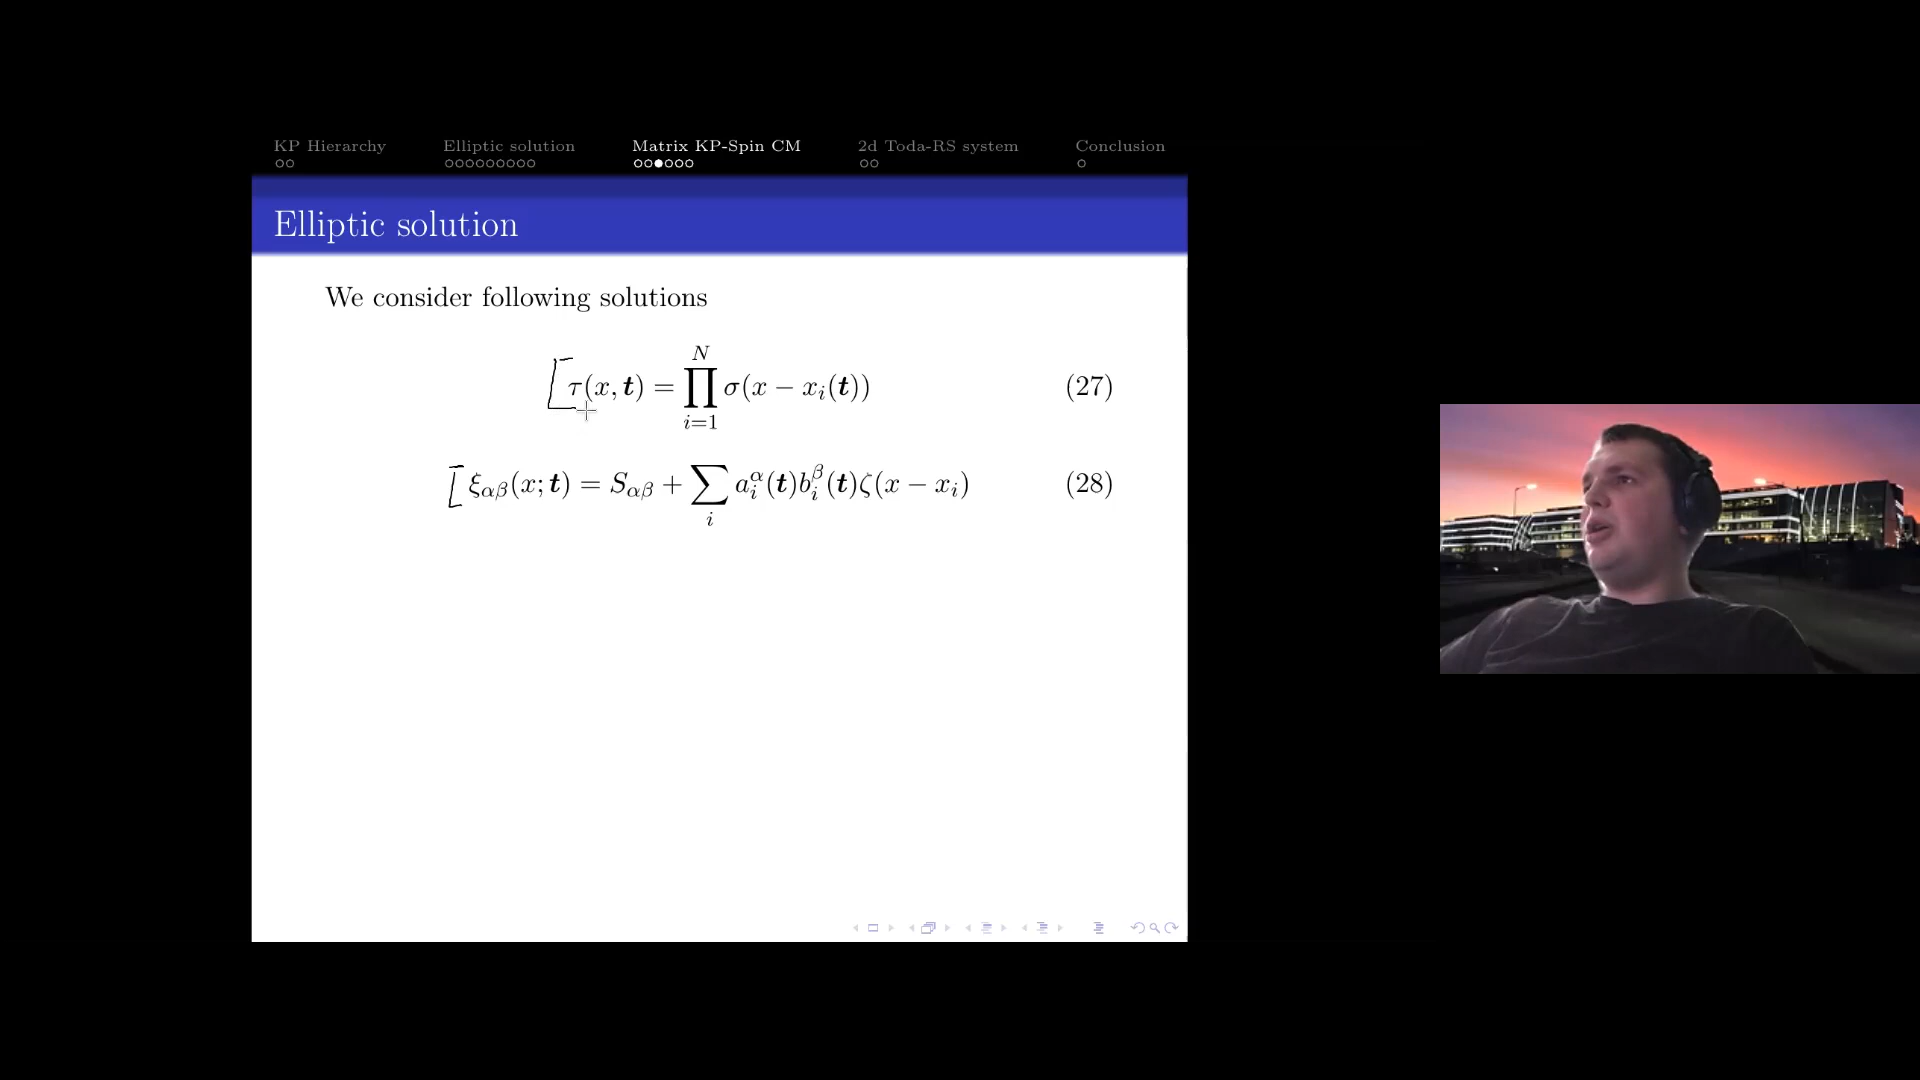 KP Hierarchy Elliptic solution Matrix KP-Spin CM 2d Toda-RS system Conclusion
Elliptic solution
We consider following solutions
τ(x, t) = ∏_{i=1}^{N} σ(x − x_i(t)) (27)
ξ_{αβ}(x; t) = S_{αβ} + ∑_i a_i^α(t)b_i^β(t)ζ(x − x_i) (28)